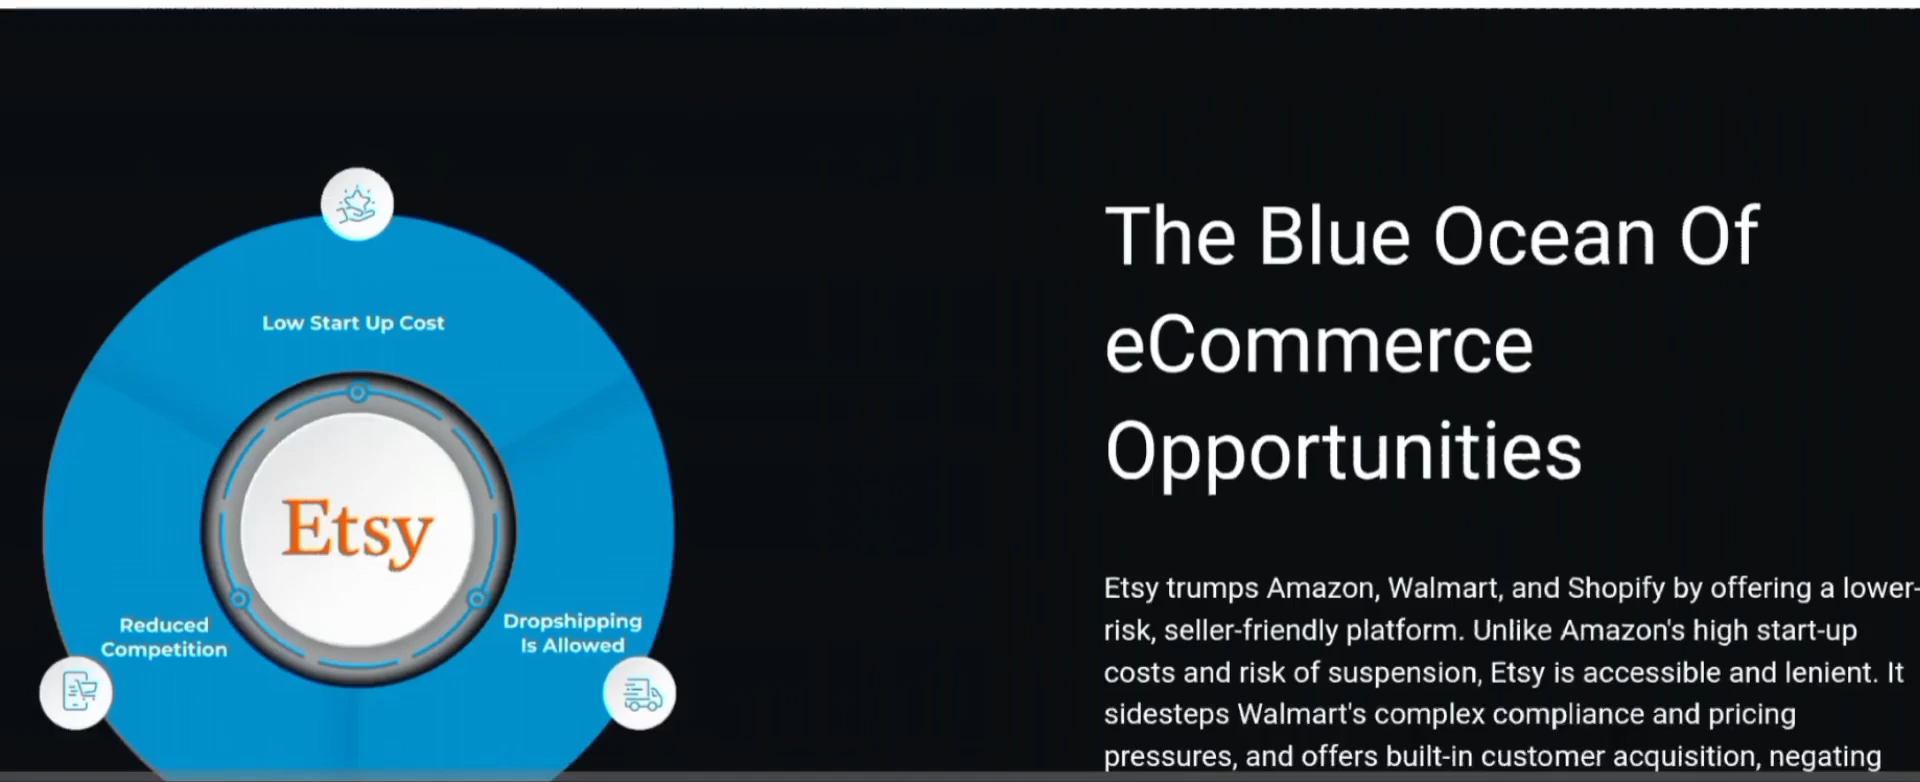 Low Start Up Cost
Etsy
Reduced
Competition
Dropshipping
Is Allowed
The Blue Ocean Of
eCommerce
Opportunities
Etsy trumps Amazon, Walmart, and Shopify by offering a lower-
risk, seller-friendly platform. Unlike Amazon's high start-up
costs and risk of suspension, Etsy is accessible and lenient. It
sidesteps Walmart's complex compliance and pricing
pressures, and offers built-in customer acquisition, negating